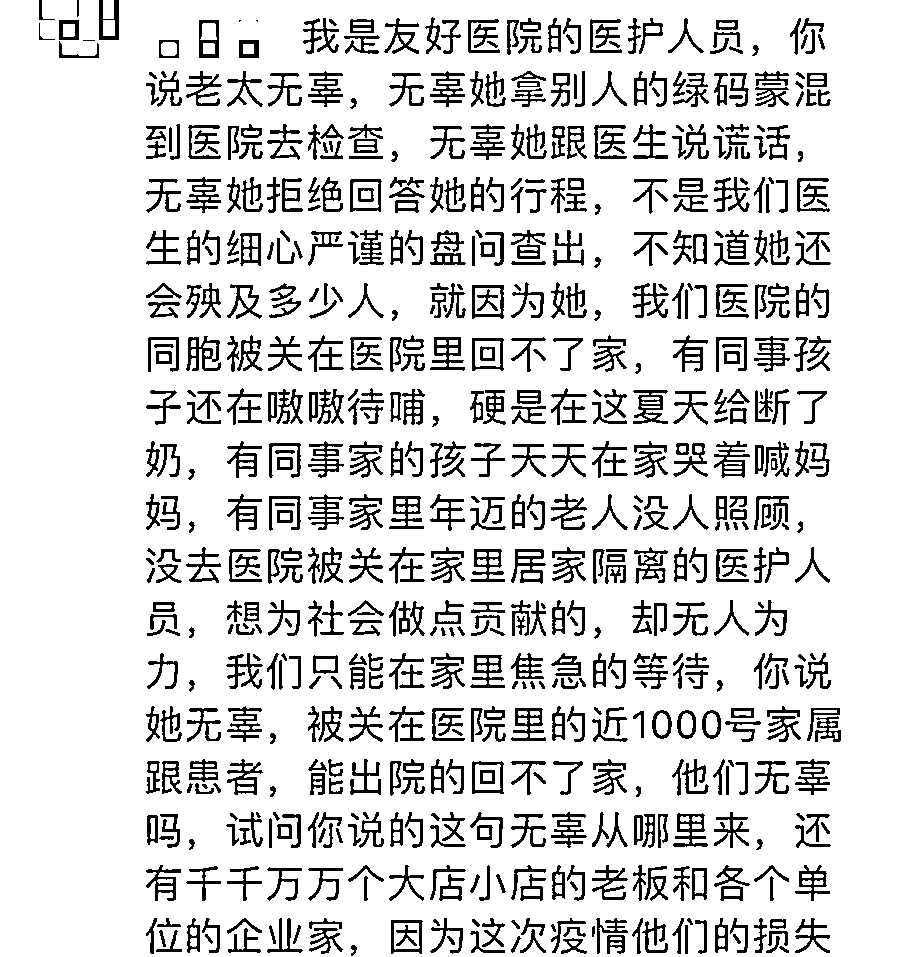 我是友好医院的医护人员，你
说老太无辜，无辜她拿别人的绿码蒙混
到医院去检查，无辜她跟医生说谎话，
无辜她拒绝回答她的行程，不是我们医
生的细心严谨的盘问查出，不知道她还
会殃及多少人，就因为她，我们医院的
同胞被关在医院里回不了家，有同事孩
子还在嗷嗷待哺，硬是在这夏天给断了
奶，有同事家的孩子天天在家哭着喊妈
妈，有同事家里年迈的老人没人照顾，
没去医院被关在家里居家隔离的医护人
员，想为社会做点贡献的，却无人为
力，我们只能在家里焦急的等待，你说
她无辜，被关在医院里的近1000号家属
跟患者，能出院的回不了家，他们无辜
吗，试问你说的这句无辜从哪里来，还
有千千万万个大店小店的老板和各个单
位的企业家，因为这次疫情他们的损失